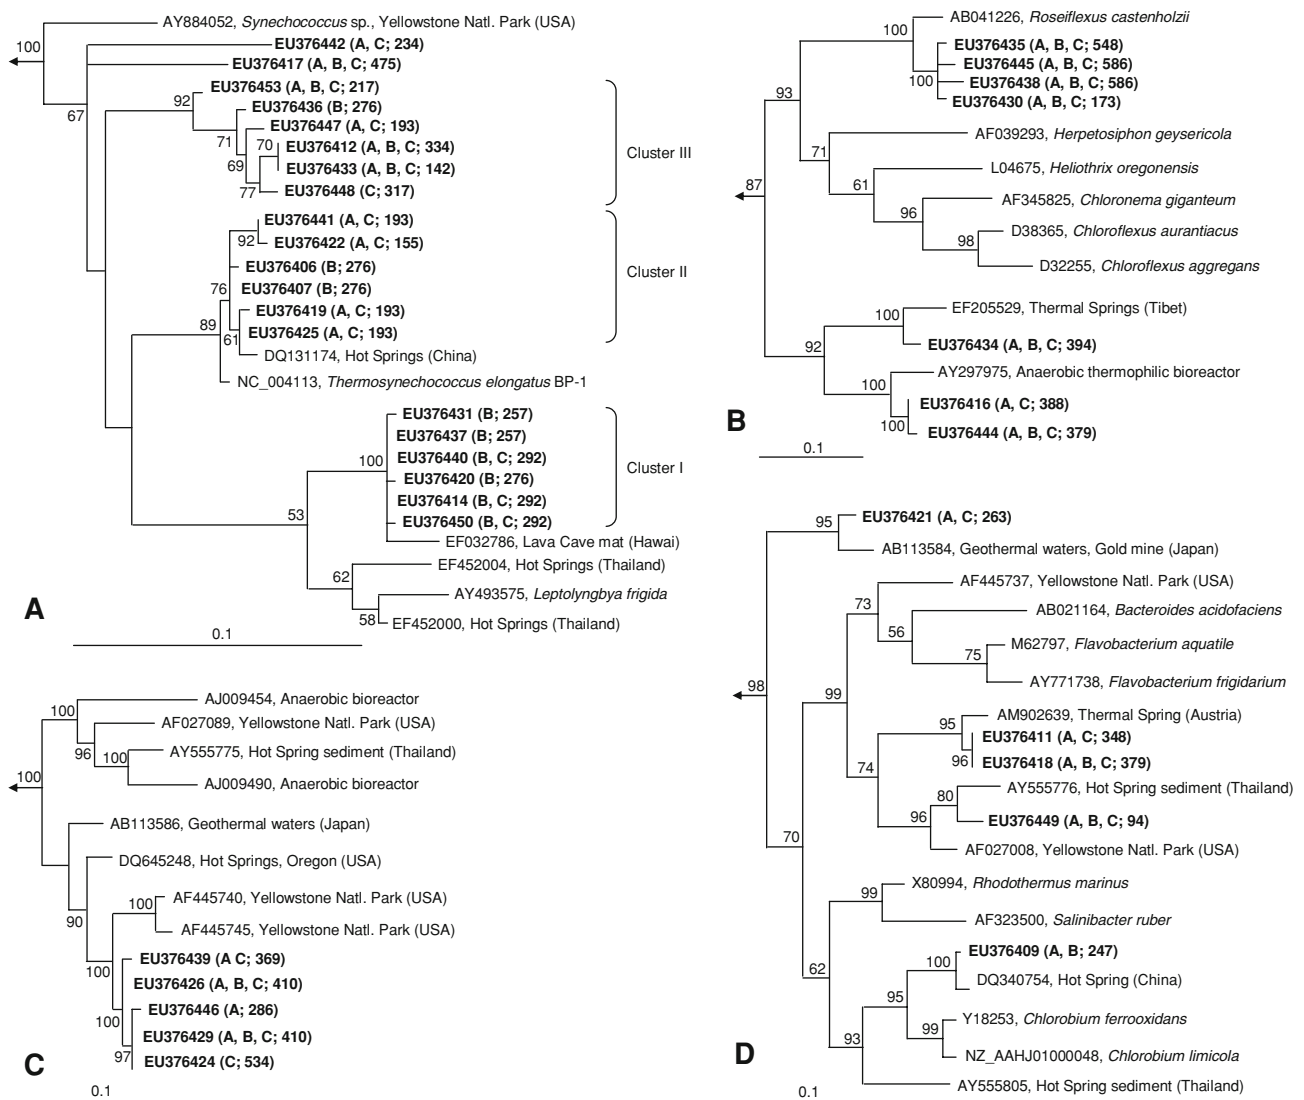 AY884052, Synechococcus sp., Yellowstone Natl. Park (USA)
100
EU376442 (A, C; 234)
EU376417 (A, B, C; 475)
67
EU376453 (A, B, C; 217)
92
EU376436 (B; 276)
EU376447 (A, C; 193)
71
70
EU376412 (A, B, C; 334)
69
EU376433 (A, B, C; 142)
77
EU376448 (C; 317)
Cluster III
EU376441 (A, C; 193)
92
EU376422 (A, C; 155)
EU376406 (B; 276)
76
EU376407 (B; 276)
EU376419 (A, C; 193)
89
61
EU376425 (A, C; 193)
Cluster II
DQ131174, Hot Springs (China)
NC_004113, Thermosynechococcus elongatus BP-1
EU376431 (B; 257)
EU376437 (B; 257)
100
EU376440 (B, C; 292)
EU376420 (B; 276)
EU376414 (B, C; 292)
EU376450 (B, C; 292)
Cluster I
53
EF032786, Lava Cave mat (Hawai)
EF452004, Hot Springs (Thailand)
62
AY493575, Leptolyngbya frigida
58
EF452000, Hot Springs (Thailand)
A
0.1
AB041226, Roseiflexus castenholzii
100
EU376435 (A, B, C; 548)
EU376445 (A, B, C; 586)
100
EU376438 (A, B, C; 586)
EU376430 (A, B, C; 173)
93
AF039293, Herpetosiphon geysericola
71
L04675, Heliothrix oregonensis
87
61
AF345825, Chloronema giganteum
96
D38365, Chloroflexus aurantiacus
98
D32255, Chloroflexus aggregans
EF205529, Thermal Springs (Tibet)
100
EU376434 (A, B, C; 394)
92
AY297975, Anaerobic thermophilic bioreactor
100
EU376416 (A, C; 388)
100
EU376444 (A, B, C; 379)
B
0.1
AJ009454, Anaerobic bioreactor
100
AF027089, Yellowstone Natl. Park (USA)
96
100
AY555775, Hot Spring sediment (Thailand)
100
AJ009490, Anaerobic bioreactor
AB113586, Geothermal waters (Japan)
DQ645248, Hot Springs, Oregon (USA)
100
AF445740, Yellowstone Natl. Park (USA)
90
AF445745, Yellowstone Natl. Park (USA)
EU376439 (A C; 369)
100
EU376426 (A, B, C; 410)
EU376446 (A; 286)
100
EU376429 (A, B, C; 410)
97
EU376424 (C; 534)
C
0.1
EU376421 (A, C; 263)
95
AB113584, Geothermal waters, Gold mine (Japan)
AF445737, Yellowstone Natl. Park (USA)
73
AB021164, Bacteroides acidofaciens
56
M62797, Flavobacterium aquatile
75
AY771738, Flavobacterium frigidarium
98
99
AM902639, Thermal Spring (Austria)
95
EU376411 (A, C; 348)
96
EU376418 (A, B, C; 379)
74
AY555776, Hot Spring sediment (Thailand)
80
EU376449 (A, B, C; 94)
96
AF027008, Yellowstone Natl. Park (USA)
70
X80994, Rhodothermus marinus
99
AF323500, Salinibacter ruber
EU376409 (A, B; 247)
62
100
DQ340754, Hot Spring (China)
95
Y18253, Chlorobium ferrooxidans
99
93
NZ_AAHJ01000048, Chlorobium limicola
AY555805, Hot Spring sediment (Thailand)
D
0.1